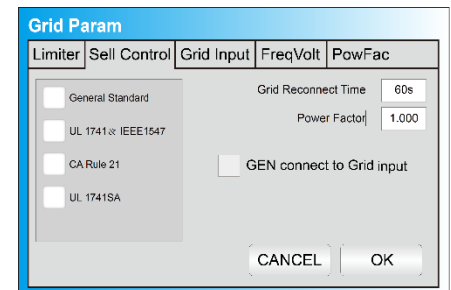 Grid Param
Limiter Sell Control Grid Input FreqVolt PowFac
General Standard
UL 1741 & IEEE1547
CA Rule 21
UL 1741SA
Grid Reconnect Time 60s
Power Factor 1.000
GEN connect to Grid input
CANCEL OK